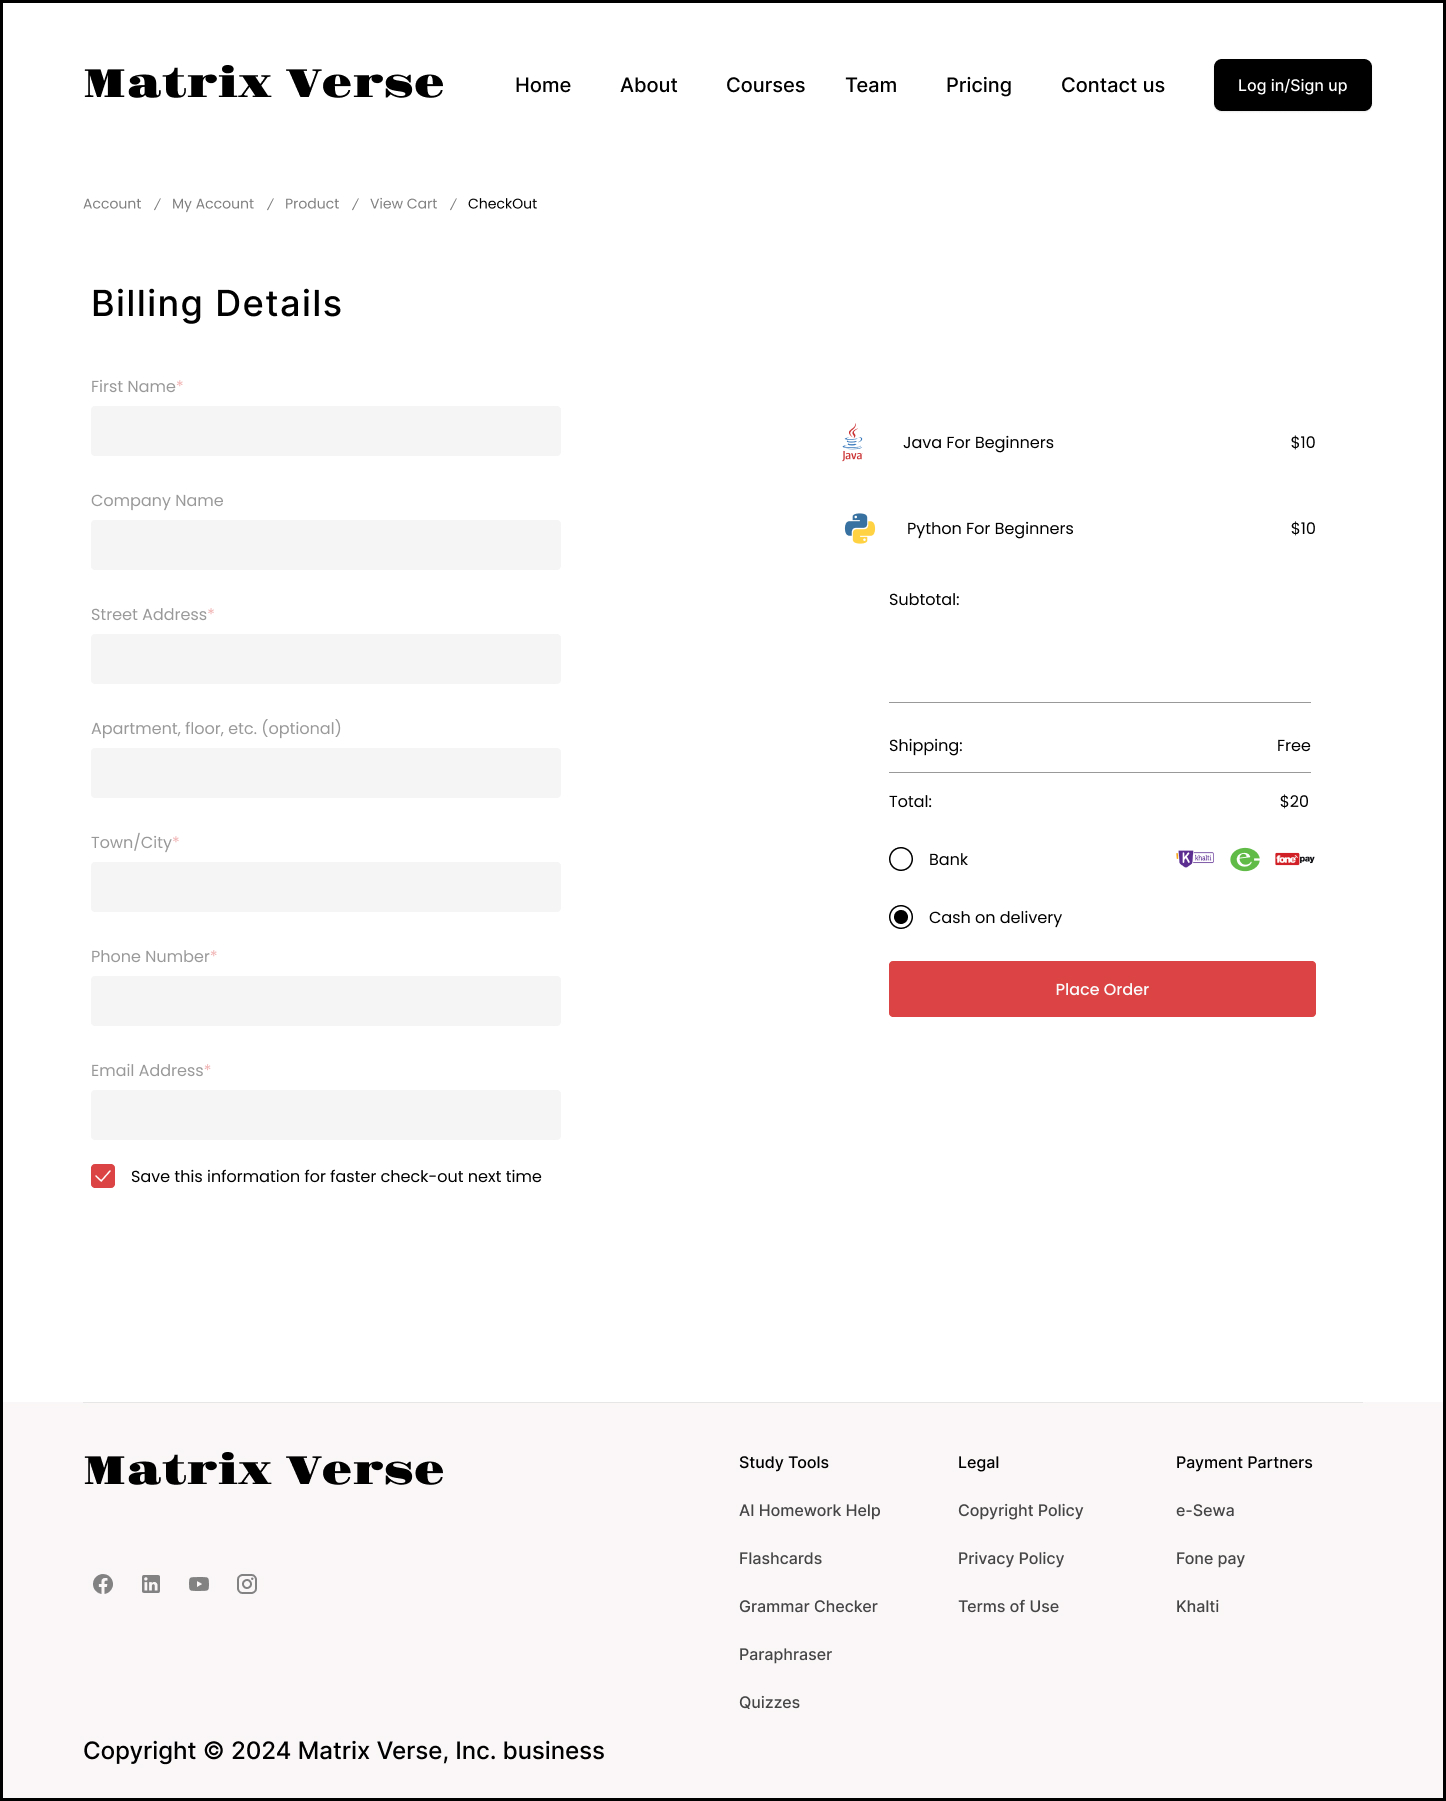 Matrix Verse Home About Courses Team Pricing Contact us Log in/Sign up
Account / My Account / Product / View Cart / CheckOut
Billing Details
First Name*
Company Name
Street Address*
Apartment, floor, etc. (optional)
Town/City*
Phone Number*
Email Address*
Save this information for faster check-out next time
Java Java For Beginners $10
Python For Beginners $10
Subtotal:
Shipping: Free
Total: $20
Bank K khalti e fonepay
Cash on delivery
Place Order
Matrix Verse
Study Tools
AI Homework Help
Flashcards
Grammar Checker
Paraphraser
Quizzes
Legal
Copyright Policy
Privacy Policy
Terms of Use
Payment Partners
e-Sewa
Fone pay
Khalti
Copyright © 2024 Matrix Verse, Inc. business